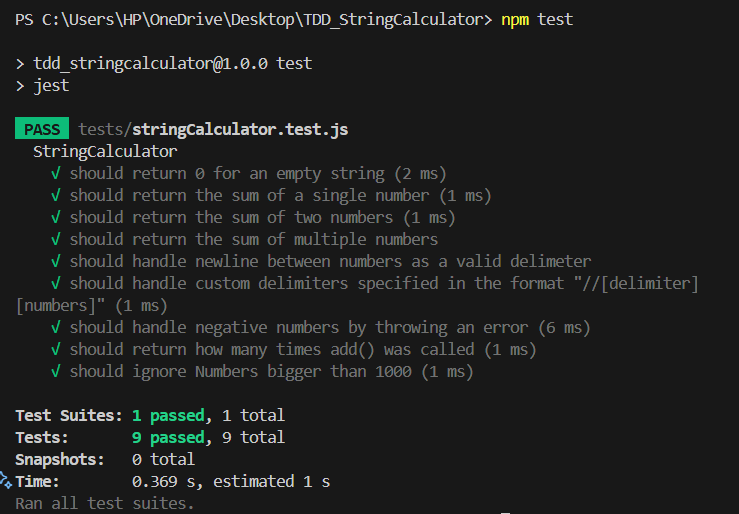 PS C:\Users\HP\OneDrive\Desktop\TDD_StringCalculator> npm test
> tdd_stringcalculator@1.0.0 test
> jest
PASS tests/stringCalculator.test.js
StringCalculator
√ should return 0 for an empty string (2 ms)
√ should return the sum of a single number (1 ms)
√ should return the sum of two numbers (1 ms)
√ should return the sum of multiple numbers
√ should handle newline between numbers as a valid delimeter
√ should handle custom delimiters specified in the format "//[delimiter]
[numbers]" (1 ms)
√ should handle negative numbers by throwing an error (6 ms)
√ should return how many times add() was called (1 ms)
√ should ignore Numbers bigger than 1000 (1 ms)
Test Suites: 1 passed, 1 total
Tests: 9 passed, 9 total
Snapshots: 0 total
Time: 0.369 s, estimated 1 s
Ran all test suites.